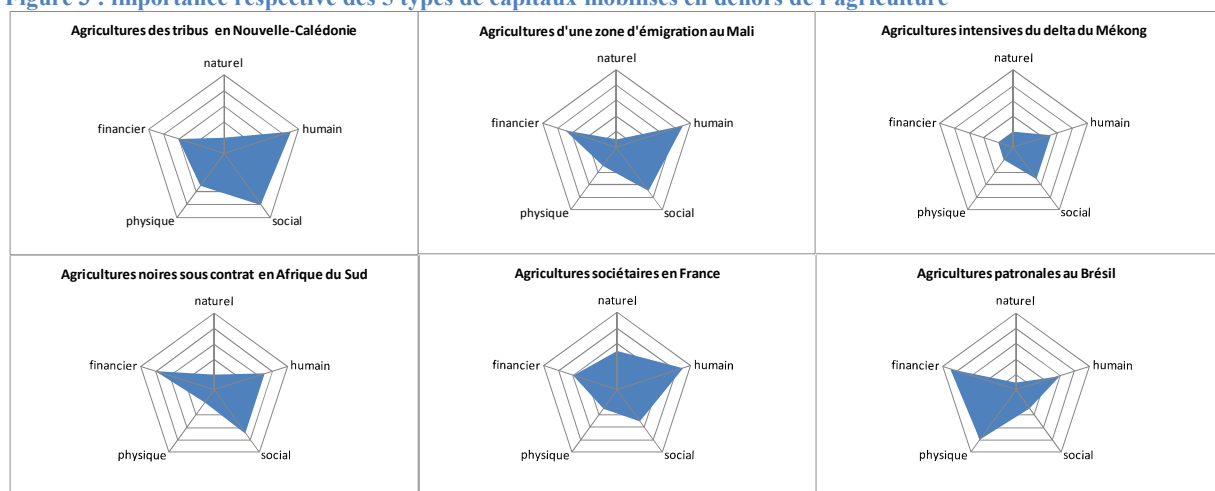 Figure 3 : Importance respective des 5 types de capitaux mobilisés en dehors de l'agriculture
Agricultures des tribus en Nouvelle-Calédonie
naturel
humain
social
physique
financier
Agricultures d'une zone d'émigration au Mali
naturel
humain
social
physique
financier
Agricultures intensives du delta du Mékong
naturel
humain
social
physique
financier
Agricultures noires sous contrat en Afrique du Sud
naturel
humain
social
physique
financier
Agricultures sociétaires en France
naturel
humain
social
physique
financier
Agricultures patronales au Brésil
naturel
humain
social
physique
financier